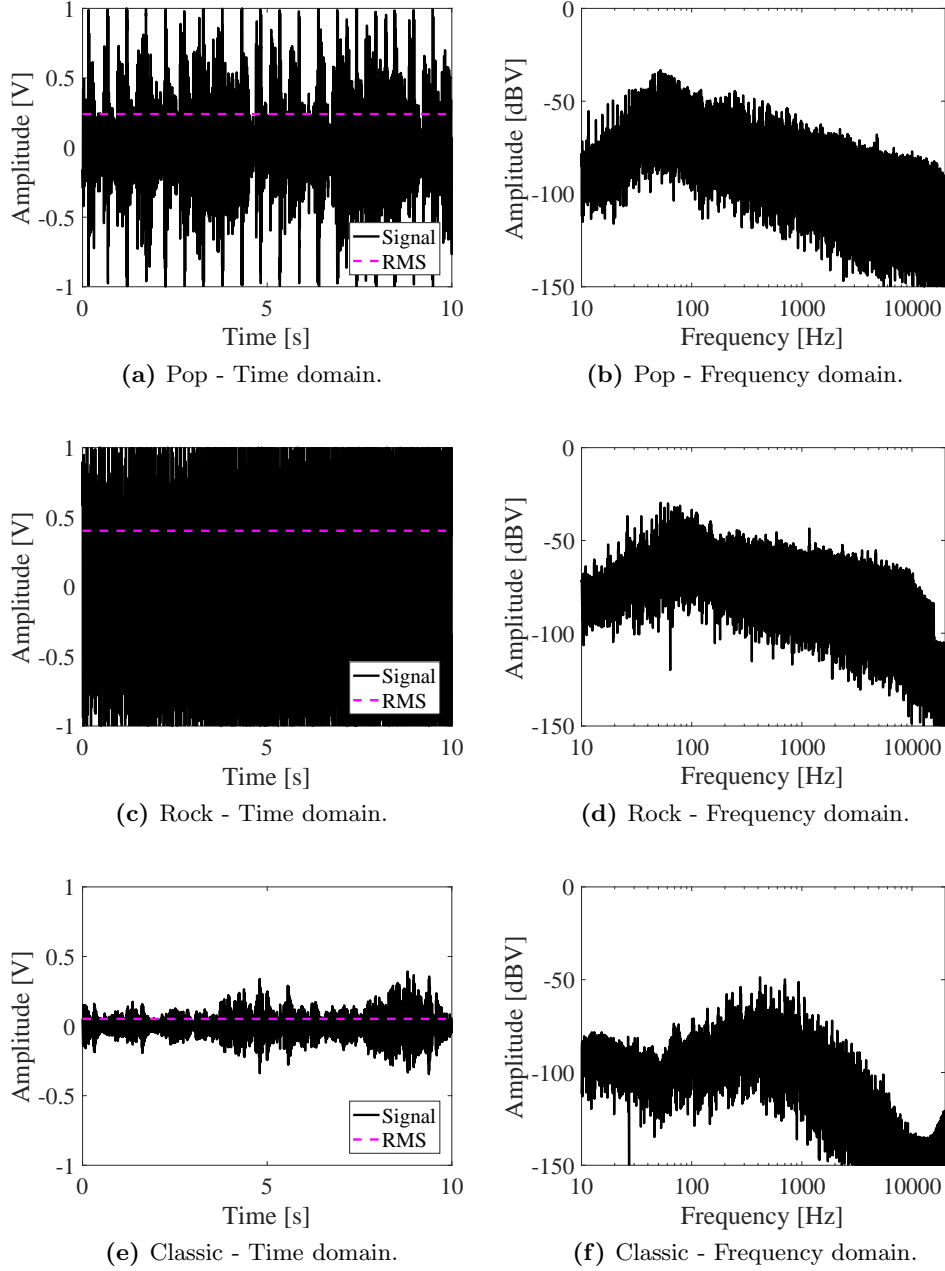 1
0.5
0
-0.5
-1
Amplitude [V]
Signal
RMS
0
5
10
Time [s]
(a) Pop - Time domain.
0
-50
-100
-150
Amplitude [dBV]
10
100
1000
10000
Frequency [Hz]
(b) Pop - Frequency domain.
1
0.5
0
-0.5
-1
Amplitude [V]
Signal
RMS
0
5
10
Time [s]
(c) Rock - Time domain.
0
-50
-100
-150
Amplitude [dBV]
10
100
1000
10000
Frequency [Hz]
(d) Rock - Frequency domain.
1
0.5
0
-0.5
-1
Amplitude [V]
Signal
RMS
0
5
10
Time [s]
(e) Classic - Time domain.
0
-50
-100
-150
Amplitude [dBV]
10
100
1000
10000
Frequency [Hz]
(f) Classic - Frequency domain.